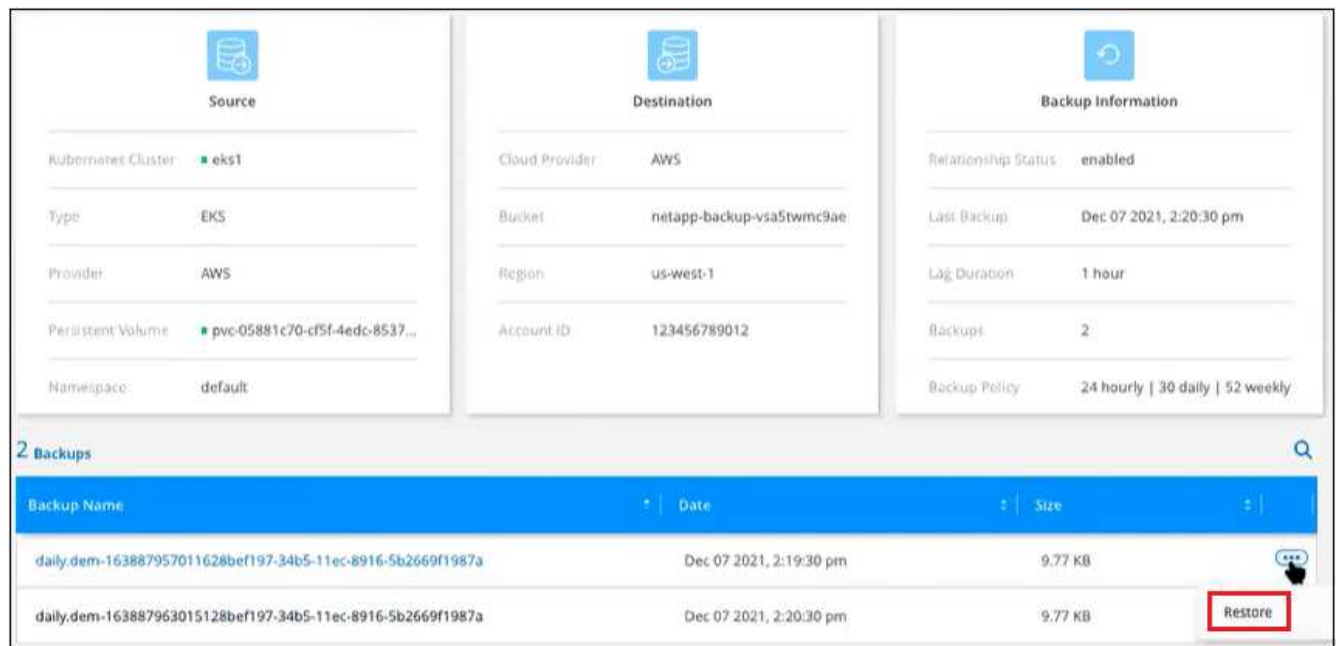 Source
Kubernetes Cluster eks1
Type EKS
Provider AWS
Persistent Volume pvc-05881c70-cf5f-4edc-8537...
Namespace default
Destination
Cloud Provider AWS
Bucket netapp-backup-vsa5twmc9ae
Region us-west-1
Account ID 123456789012
Backup Information
Relationship Status enabled
Last Backup Dec 07 2021, 2:20:30 pm
Lag Duration 1 hour
Backups 2
Backup Policy 24 hourly | 30 daily | 52 weekly
2 Backups
Backup Name Date Size
daily.dem-163887957011628bef197-34b5-11ec-8916-5b2669f1987a Dec 07 2021, 2:19:30 pm 9.77 KB
daily.dem-163887963015128bef197-34b5-11ec-8916-5b2669f1987a Dec 07 2021, 2:20:30 pm 9.77 KB
Restore